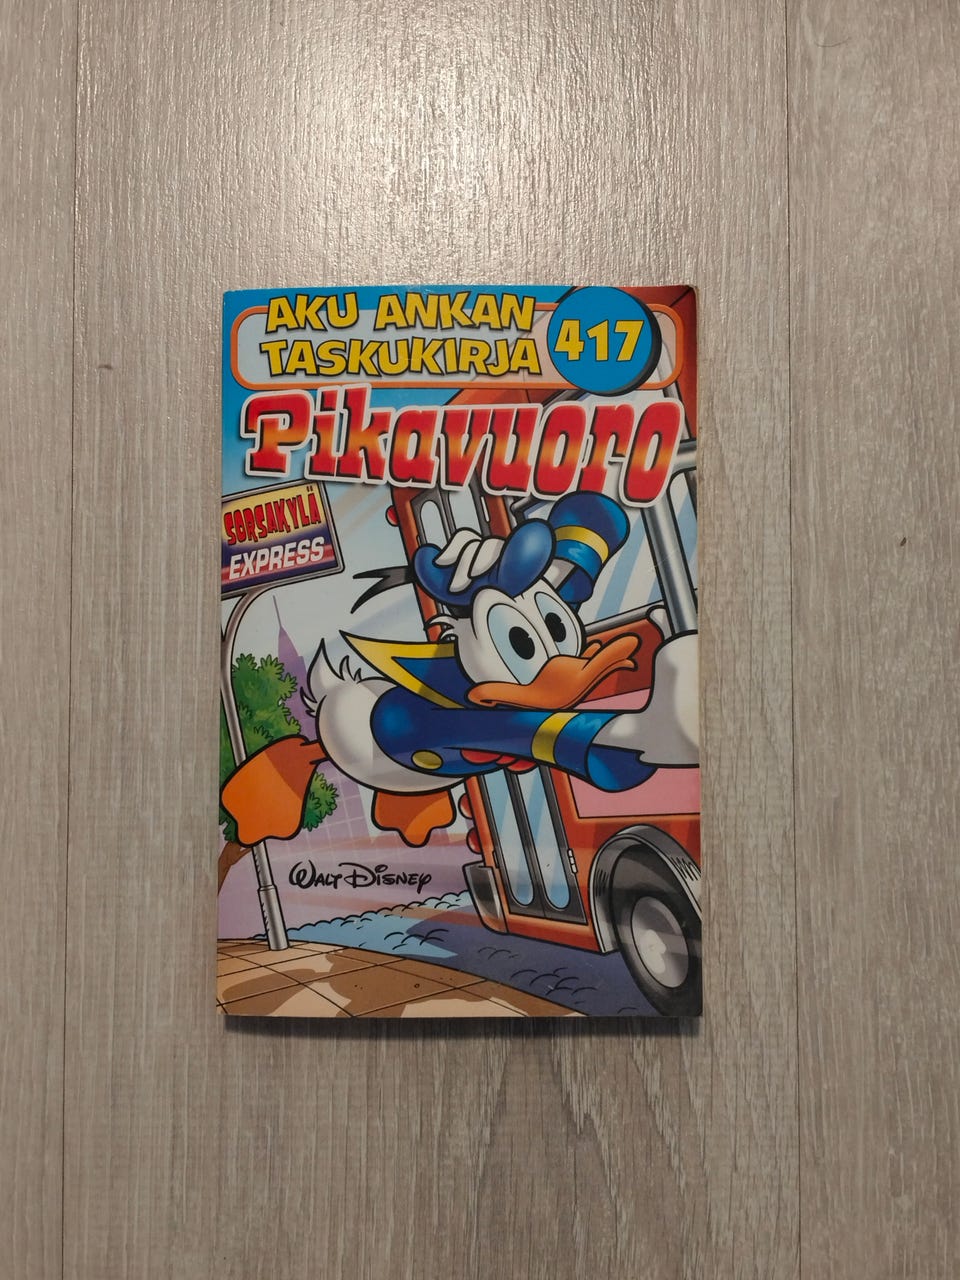 AKU ANKAN
TASKUKIRJA
417
Pikavuoro
SORSAKYLÄ
EXPRESS
WALT DISNEY